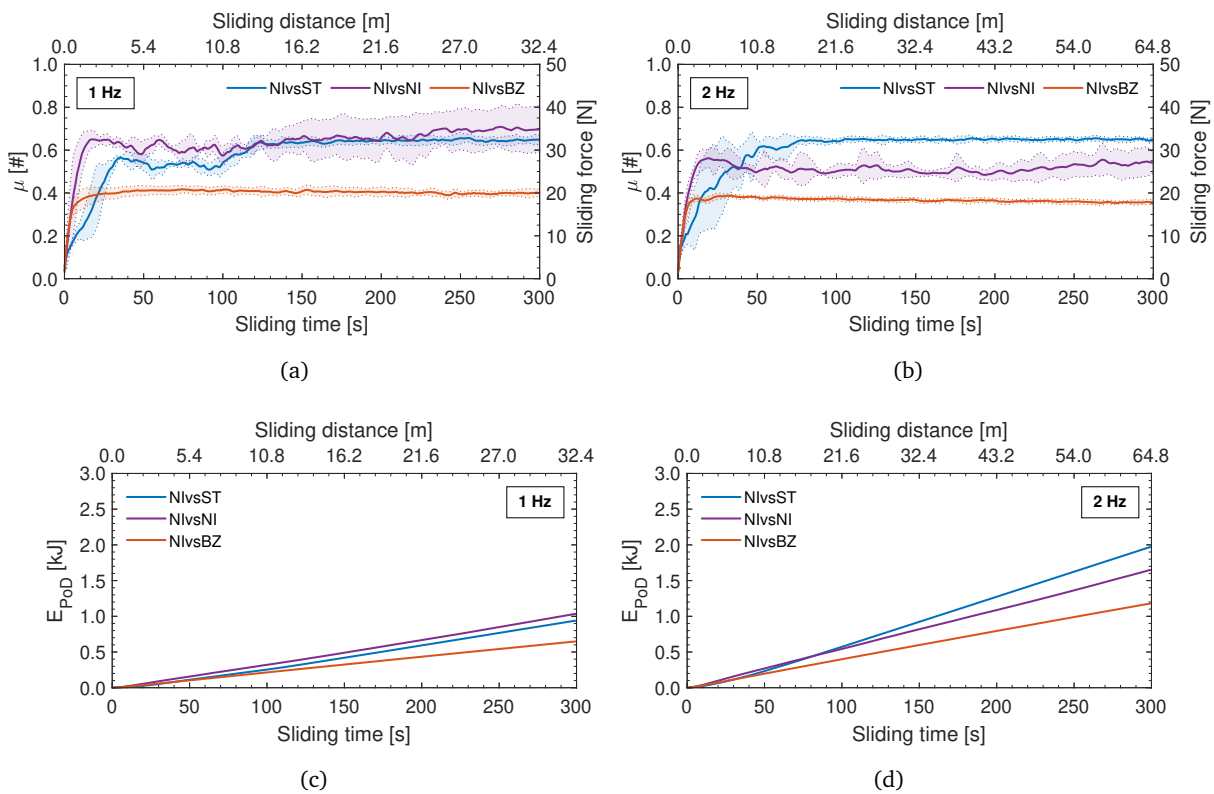 Sliding distance [m]
0.0 5.4 10.8 16.2 21.6 27.0 32.4
1.0 0.8 0.6 0.4 0.2 0.0
μ [#]
1 Hz
NIvsST NIvsNI NIvsBZ
50 40 30 20 10 0
Sliding force [N]
0 50 100 150 200 250 300
Sliding time [s]
(a)
Sliding distance [m]
0.0 10.8 21.6 32.4 43.2 54.0 64.8
1.0 0.8 0.6 0.4 0.2 0.0
μ [#]
2 Hz
NIvsST NIvsNI NIvsBZ
50 40 30 20 10 0
Sliding force [N]
0 50 100 150 200 250 300
Sliding time [s]
(b)
Sliding distance [m]
0.0 5.4 10.8 16.2 21.6 27.0 32.4
3.0 2.5 2.0 1.5 1.0 0.5 0.0
E_PoD [kJ]
NIvsST
NIvsNI
NIvsBZ
1 Hz
0 50 100 150 200 250 300
Sliding time [s]
(c)
Sliding distance [m]
0.0 10.8 21.6 32.4 43.2 54.0 64.8
3.0 2.5 2.0 1.5 1.0 0.5 0.0
E_PoD [kJ]
NIvsST
NIvsNI
NIvsBZ
2 Hz
0 50 100 150 200 250 300
Sliding time [s]
(d)